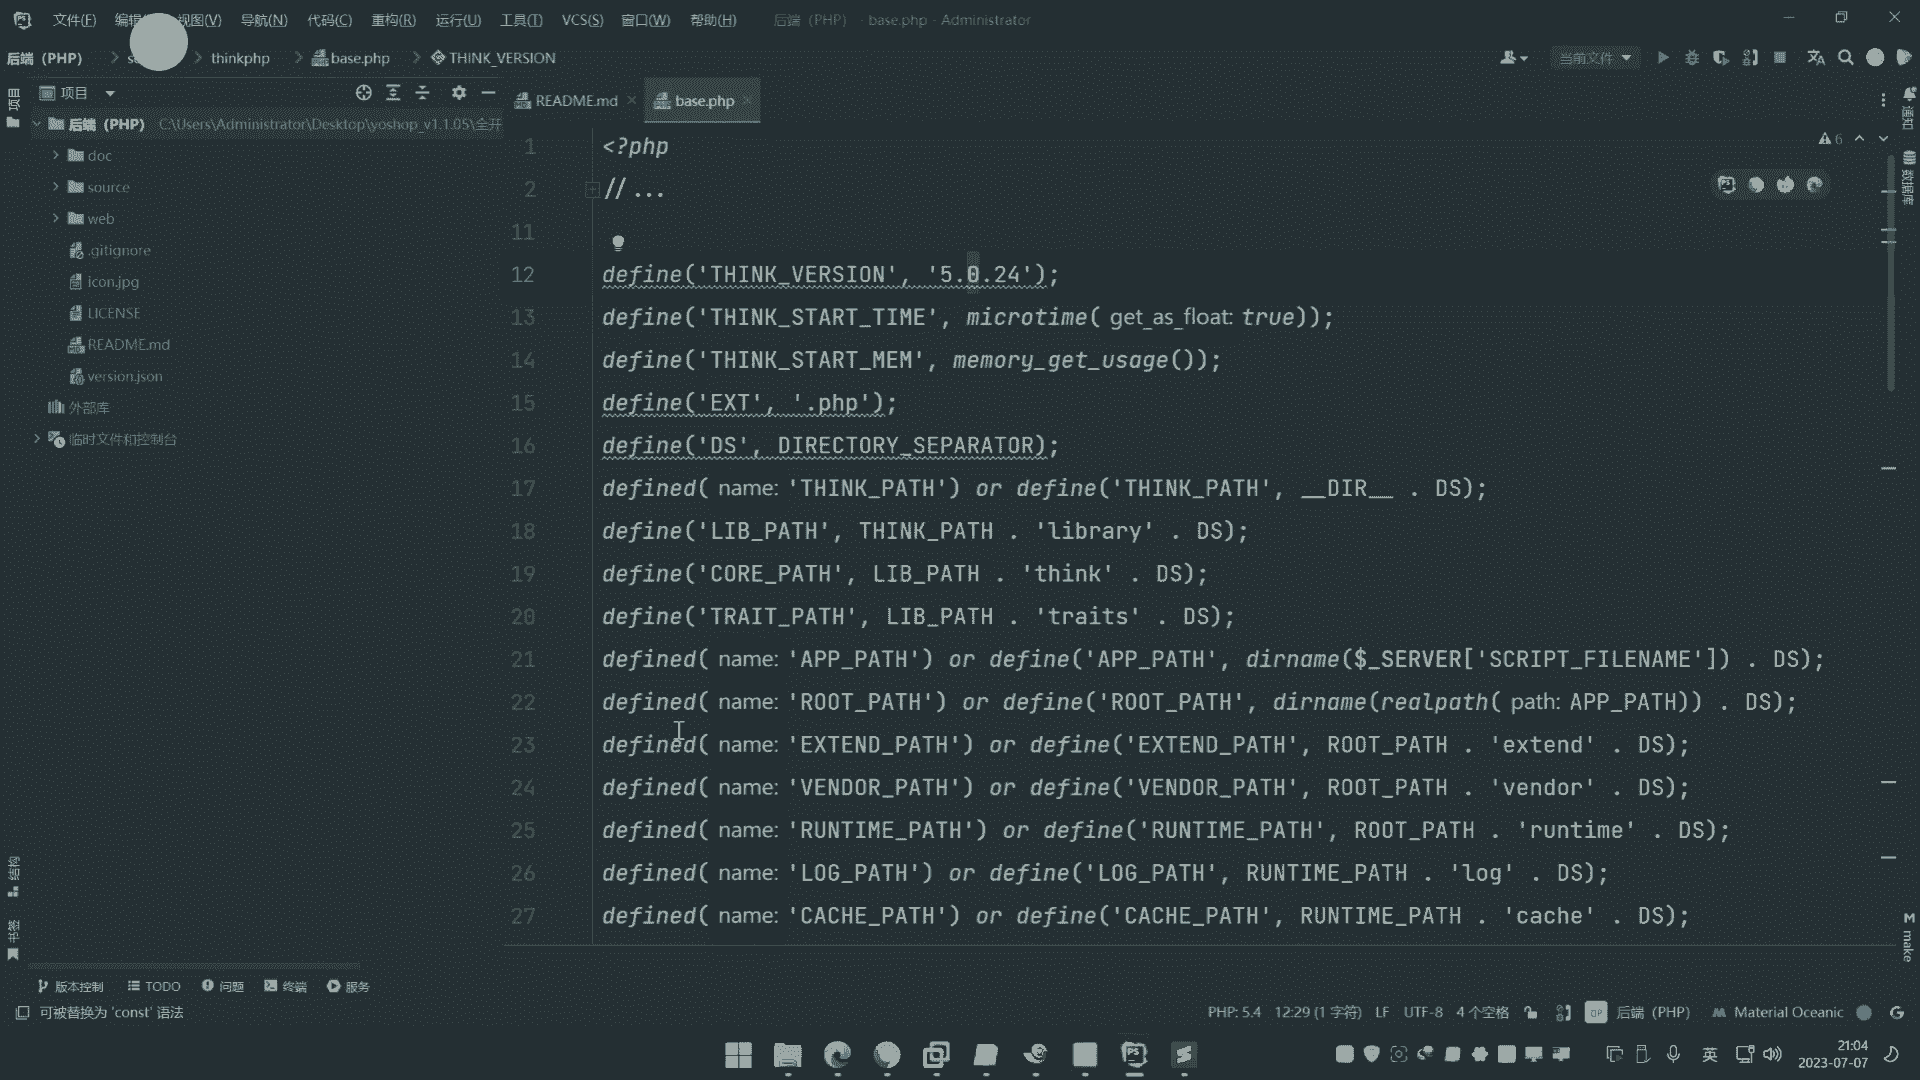 文件(F) 视图(V) 导航(N) 代码(C) 重构(R) 运行(U) 工具(T) VCS(S) 窗口(W) 帮助(H) 后端 (PHP) - base.php - Administrator
后端 (PHP) thinkphp base.php THINK_VERSION 当前文件
项目 README.md base.php
后端 (PHP) C:\Users\Administrator\Desktop\yoshop_v1.1.05\全开
doc
source
web
.gitignore
icon.jpg
LICENSE
README.md
version.json
外部库
临时文件和控制台
项目
结构
书签
6
1 <?php
2 // ...
11
12 define('THINK_VERSION', '5.0.24');
13 define('THINK_START_TIME', microtime( get_as_float: true));
14 define('THINK_START_MEM', memory_get_usage());
15 define('EXT', '.php');
16 define('DS', DIRECTORY_SEPARATOR);
17 defined( name: 'THINK_PATH') or define('THINK_PATH', __DIR__ . DS);
18 define('LIB_PATH', THINK_PATH . 'library' . DS);
19 define('CORE_PATH', LIB_PATH . 'think' . DS);
20 define('TRAIT_PATH', LIB_PATH . 'traits' . DS);
21 defined( name: 'APP_PATH') or define('APP_PATH', dirname($_SERVER['SCRIPT_FILENAME']) . DS);
22 defined( name: 'ROOT_PATH') or define('ROOT_PATH', dirname(realpath( path: APP_PATH)) . DS);
23 defined( name: 'EXTEND_PATH') or define('EXTEND_PATH', ROOT_PATH . 'extend' . DS);
24 defined( name: 'VENDOR_PATH') or define('VENDOR_PATH', ROOT_PATH . 'vendor' . DS);
25 defined( name: 'RUNTIME_PATH') or define('RUNTIME_PATH', ROOT_PATH . 'runtime' . DS);
26 defined( name: 'LOG_PATH') or define('LOG_PATH', RUNTIME_PATH . 'log' . DS);
27 defined( name: 'CACHE_PATH') or define('CACHE_PATH', RUNTIME_PATH . 'cache' . DS);
通知
数据库
make
版本控制 TODO 问题 终端 服务
可被替换为 'const' 语法 PHP: 5.4 12:29 (1 字符) LF UTF-8 4 个空格 后端 (PHP) Material Oceanic
英 21:04
2023-07-07